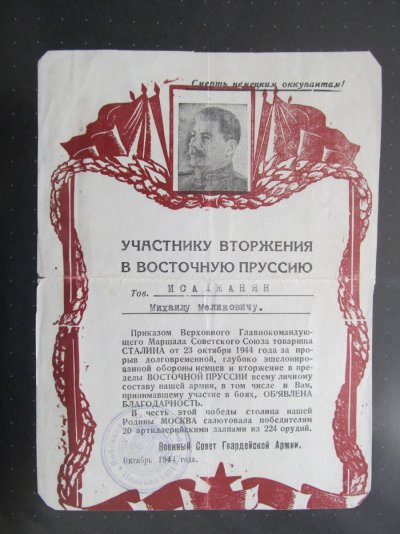 Смерть немецким оккупантам!
УЧАСТНИКУ ВТОРЖЕНИЯ
В ВОСТОЧНУЮ ПРУССИЮ
Тов. ИСАДЖАНЯН
Михаилу Меликовичу.
Приказом Верховного Главнокомандую-
щего Маршала Советского Союза товарища
СТАЛИНА от 23 октября 1944 года за про-
рыв долговременной, глубоко эшелониро-
ванной обороны немцев и вторжение в пре-
делы ВОСТОЧНОЙ ПРУССИИ всему личному
составу нашей армии, в том числе и Вам,
принимавшему участие в боях, ОБ'ЯВЛЕНА
БЛАГОДАРНОСТЬ.
В честь этой победы столица нашей
Родины МОСКВА салютовала победителям
20 артиллерийскими залпами из 224 орудий.
Военный Совет Гвардейской Армии.
Октябрь 1944 года.